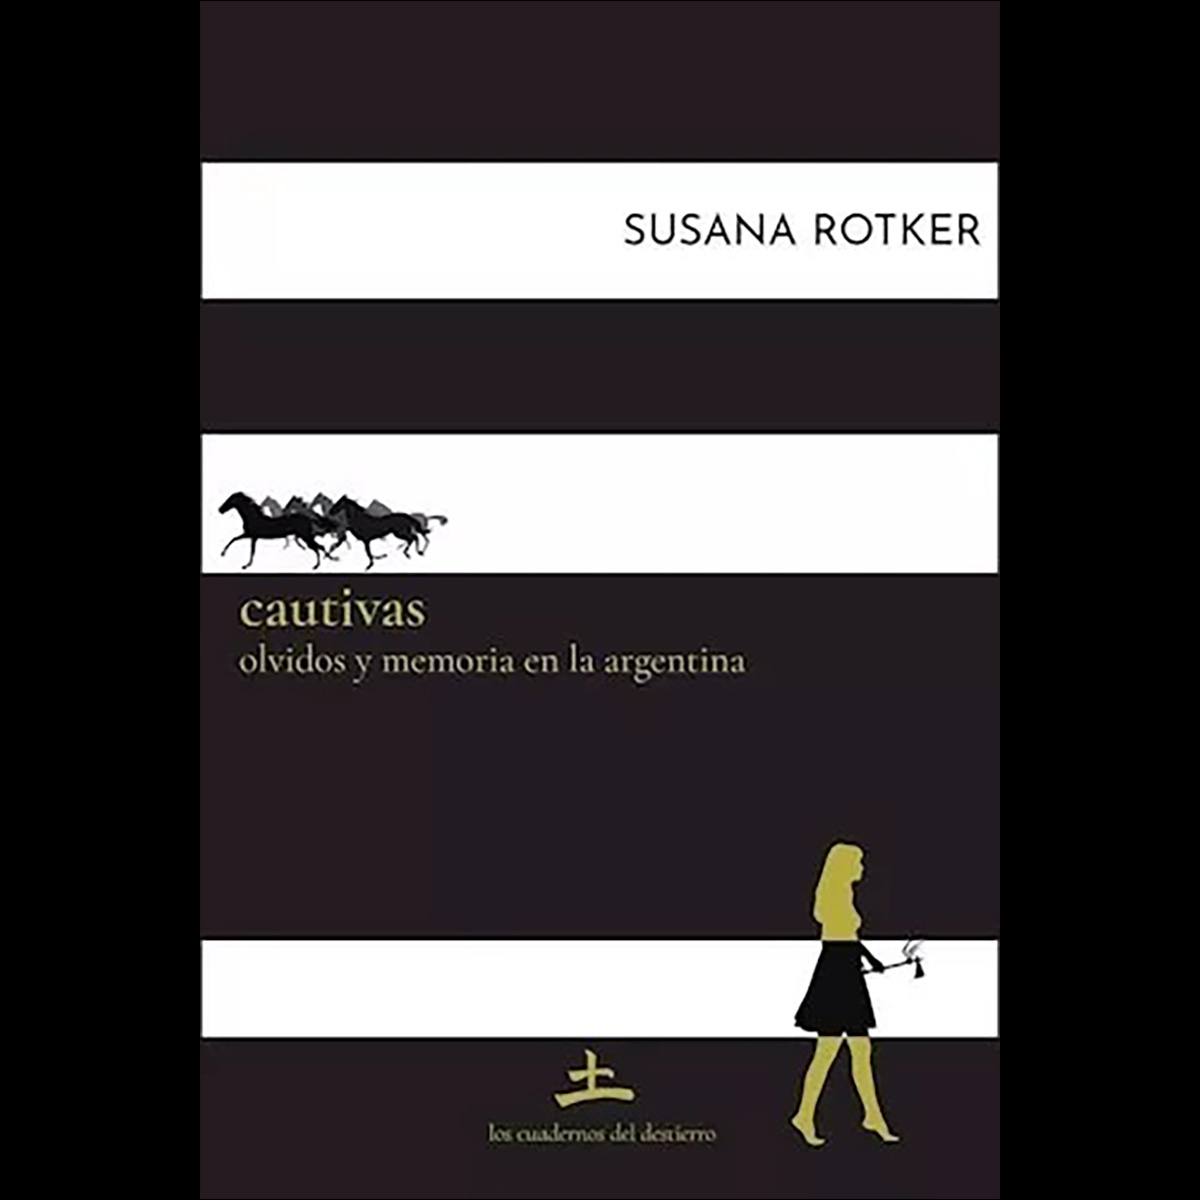 SUSANA ROTKER
cautivas
olvidos y memoria en la argentina
土
los cuadernos del destierro